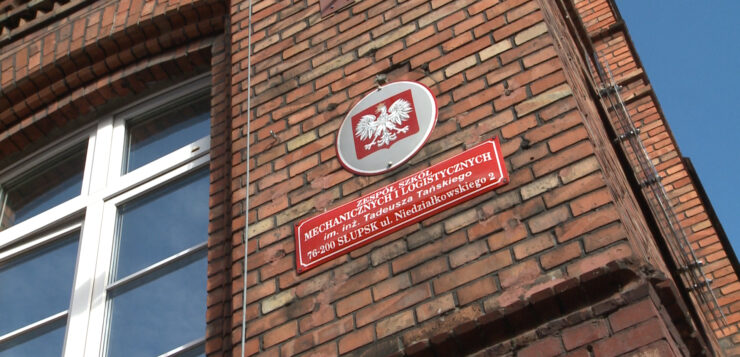 ZESPÓŁ SZKÓŁ
MECHANICZNYCH I LOGISTYCZNYCH
im. inż. Tadeusza Tańskiego
76-200 SŁUPSK ul. Niedziałkowskiego 2